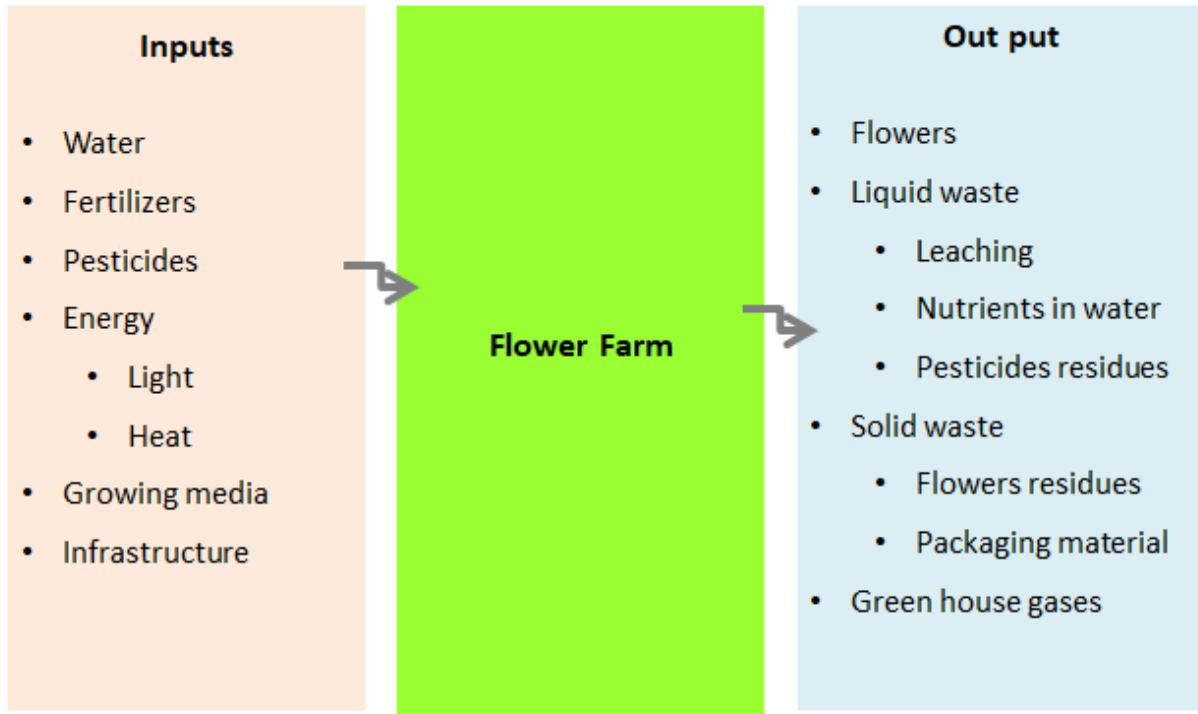 Inputs
• Water
• Fertilizers
• Pesticides
• Energy
• Light
• Heat
• Growing media
• Infrastructure
Flower Farm
Out put
• Flowers
• Liquid waste
• Leaching
• Nutrients in water
• Pesticides residues
• Solid waste
• Flowers residues
• Packaging material
• Green house gases